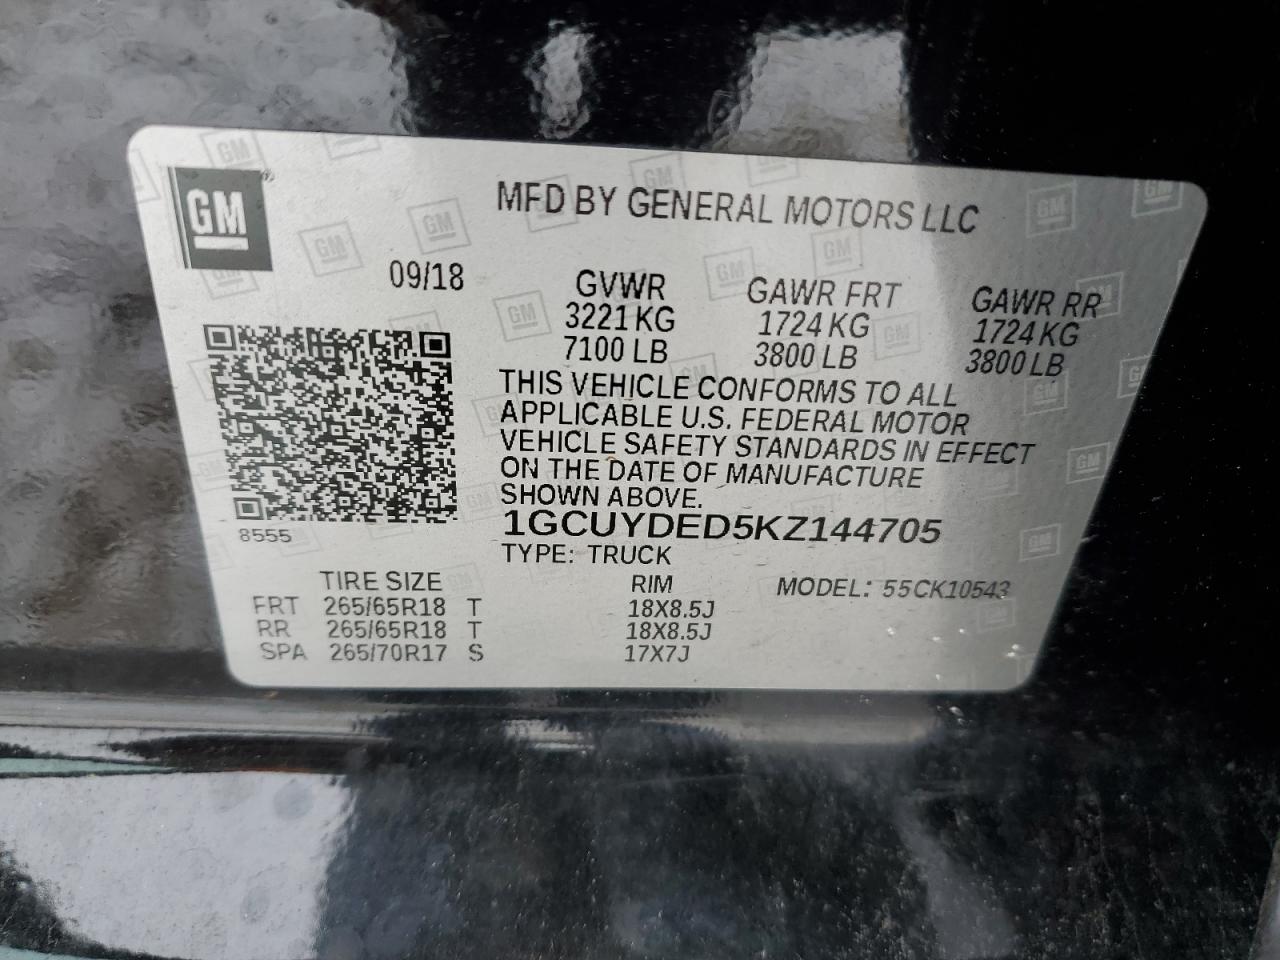 GM
MFD BY GENERAL MOTORS LLC
09/18
GVWR GAWR FRT GAWR RR
3221 KG 1724 KG 1724 KG
7100 LB 3800 LB 3800 LB
THIS VEHICLE CONFORMS TO ALL
APPLICABLE U.S. FEDERAL MOTOR
VEHICLE SAFETY STANDARDS IN EFFECT
ON THE DATE OF MANUFACTURE
SHOWN ABOVE.
1GCUYDED5KZ144705
8555
TYPE: TRUCK
TIRE SIZE RIM MODEL: 55CK10543
FRT 265/65R18 T 18X8.5J
RR 265/65R18 T 18X8.5J
SPA 265/70R17 S 17X7J